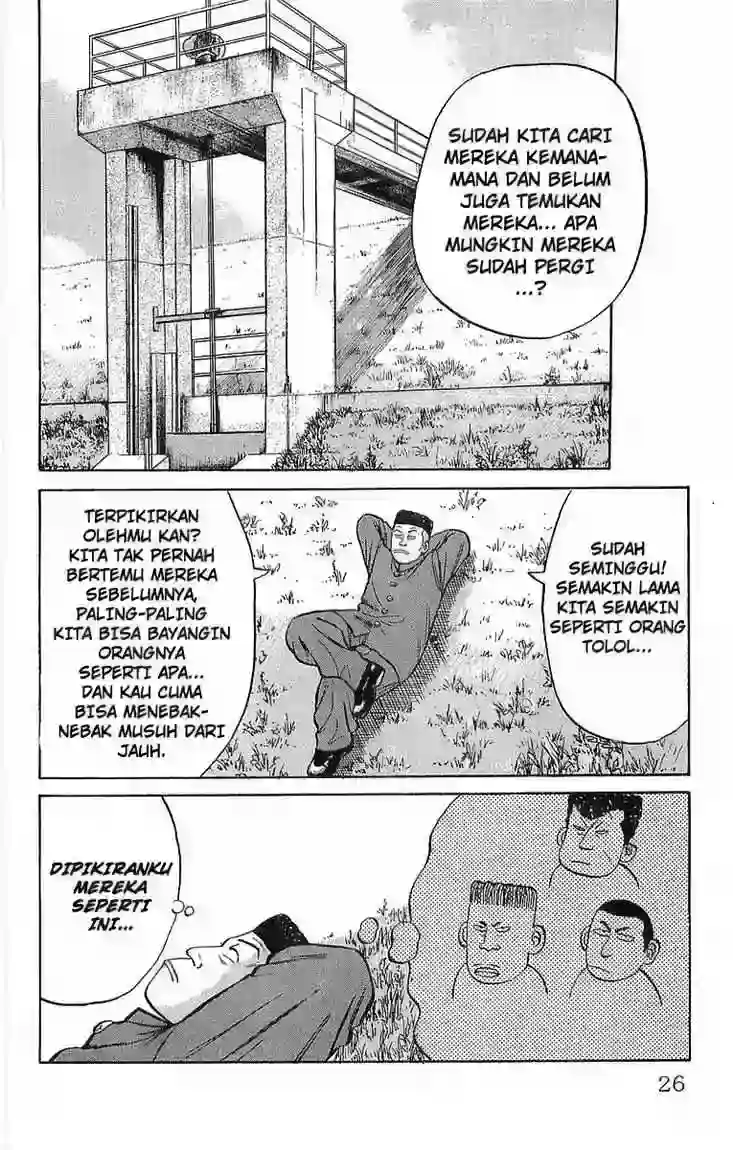 SUDAH KITA CARI
MEREKA KEMANA-
MANA DAN BELUM
JUGA TEMUKAN
MEREKA... APA
MUNGKIN MEREKA
SUDAH PERGI
...?
SUDAH
SEMINGGU!
SEMAKIN LAMA
KITA SEMAKIN
SEPERTI ORANG
TOLOL...
TERPIKIRKAN
OLEHMU KAN?
KITA TAK PERNAH
BERTEMU MEREKA
SEBELUMNYA,
PALING-PALING
KITA BISA BAYANGIN
ORANGNYA
SEPERTI APA...
DAN KAU CUMA
BISA MENEBAK-
NEBAK MUSUH DARI
JAUH.
DIPIKIRANKU
MEREKA
SEPERTI
INI...
26